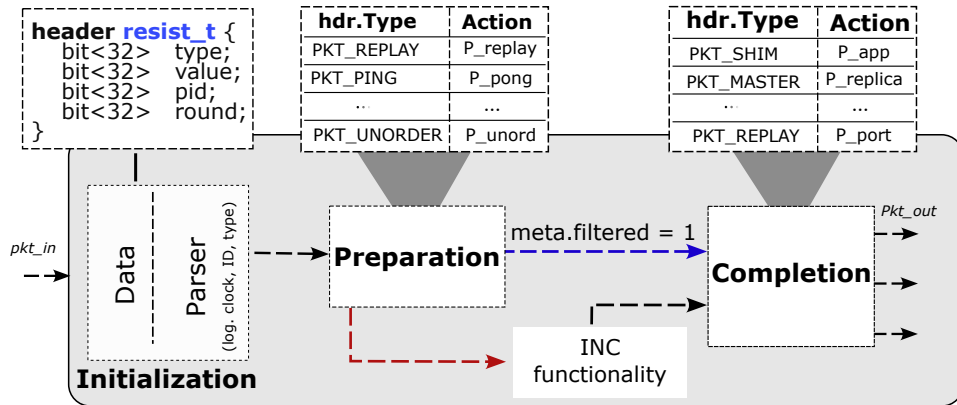 header resist_t {
bit<32> type;
bit<32> value;
bit<32> pid;
bit<32> round;
}
hdr.Type Action
PKT_REPLAY P_replay
PKT_PING P_pong
... ...
PKT_UNORDER P_unord
hdr.Type Action
PKT_SHIM P_app
PKT_MASTER P_replica
... ...
PKT_REPLAY P_port
pkt_in
Data
Parser
(log. clock, ID, type)
Initialization
Preparation
meta.filtered = 1
INC
functionality
Completion
Pkt_out